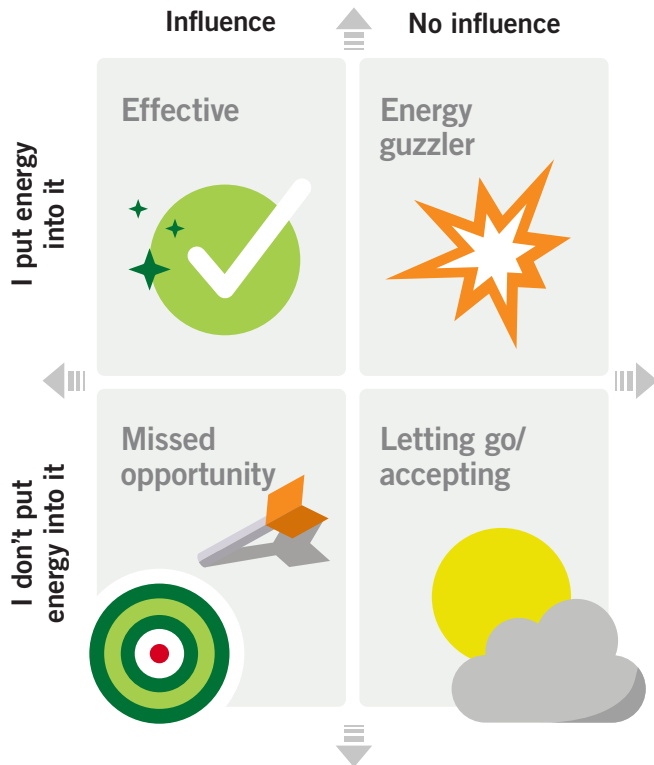 Influence
No influence
I put energy
into it
Effective
Energy
guzzler
I don't put
energy into it
Missed
opportunity
Letting go/
accepting